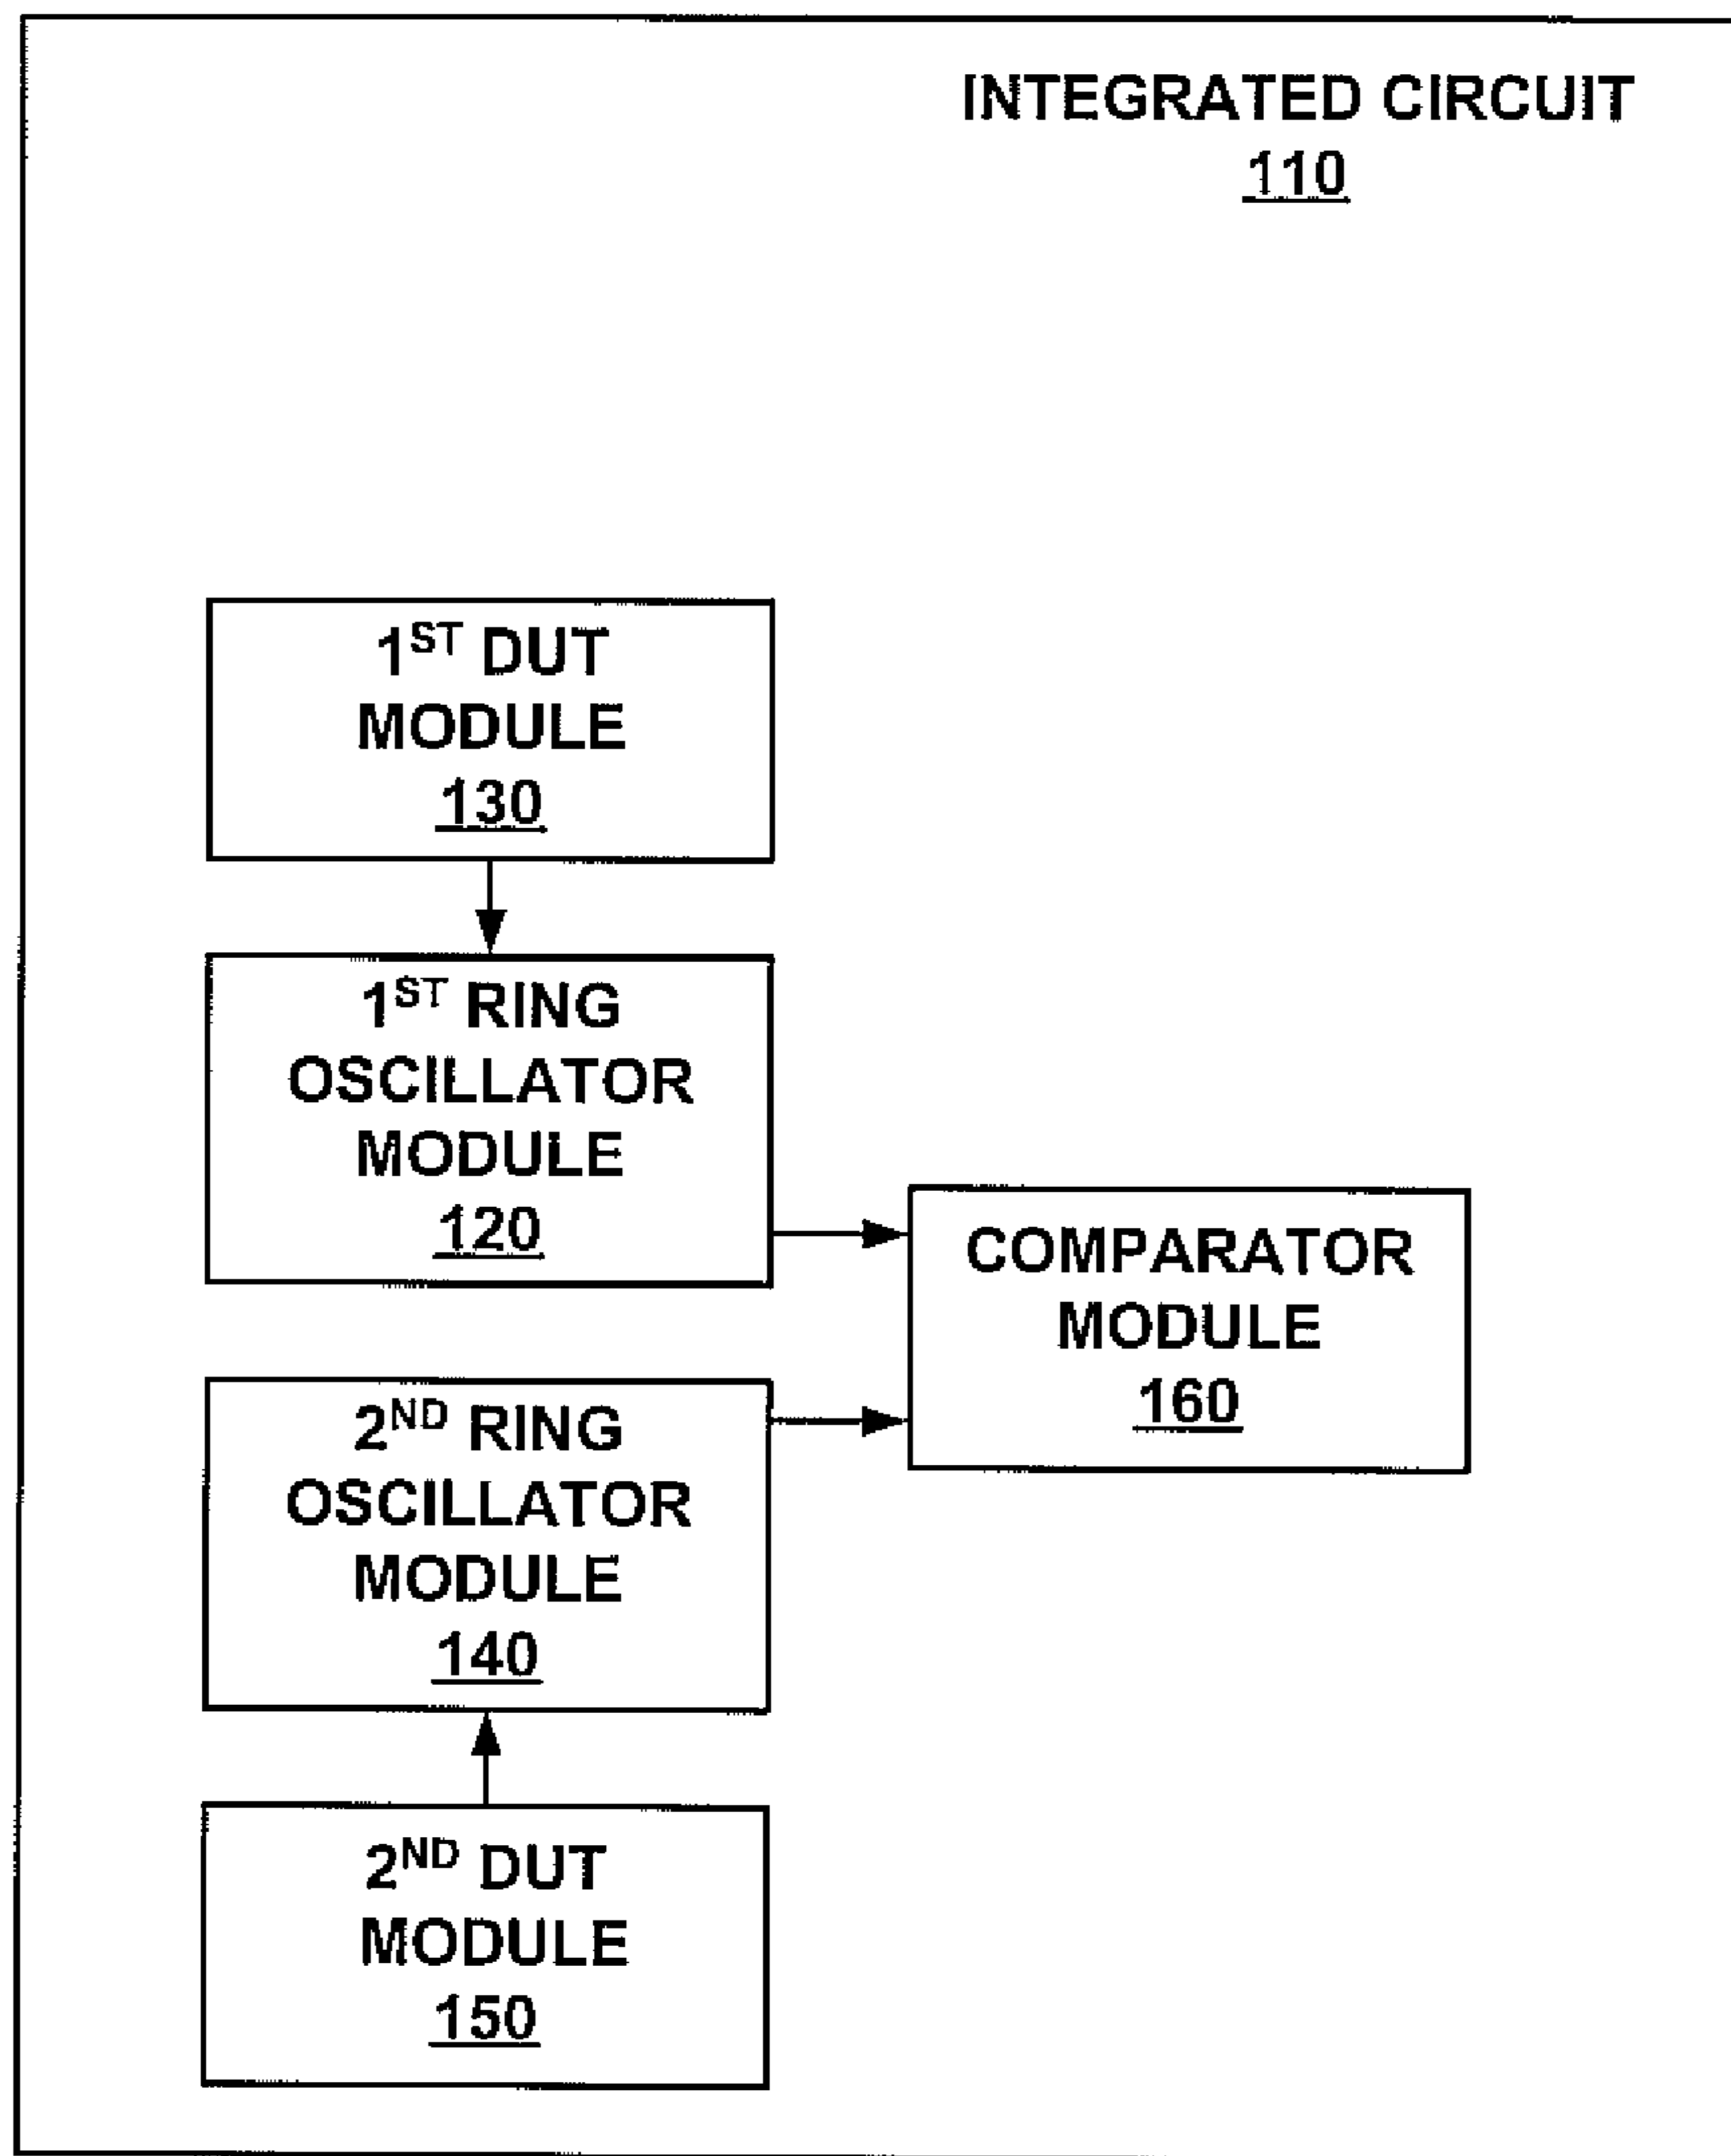 INTEGRATED CIRCUIT
110
1ST DUT
MODULE
130
1ST RING
OSCILLATOR
MODULE
120
COMPARATOR
MODULE
160
2ND RING
OSCILLATOR
MODULE
140
2ND DUT
MODULE
150